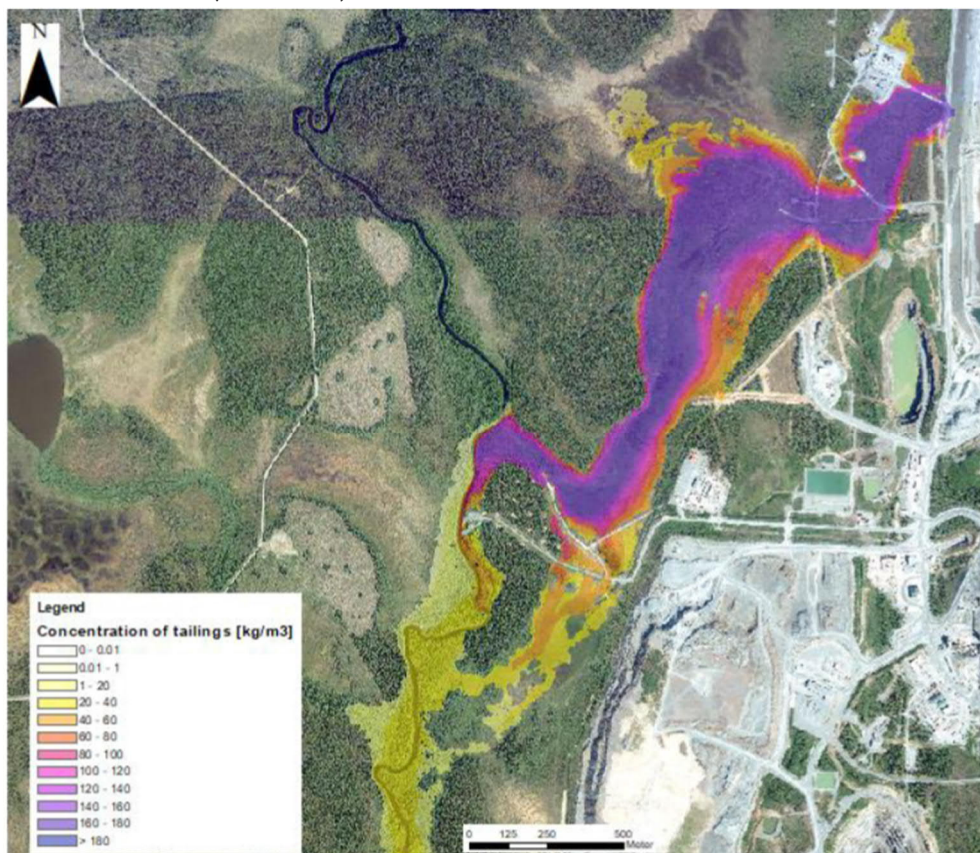 N
Legend
Concentration of tailings [kg/m3]
0 - 0.01
0.01 - 1
1 - 20
20 - 40
40 - 60
60 - 80
80 - 100
100 - 120
120 - 140
140 - 160
160 - 180
> 180
0 125 250 500
Meter